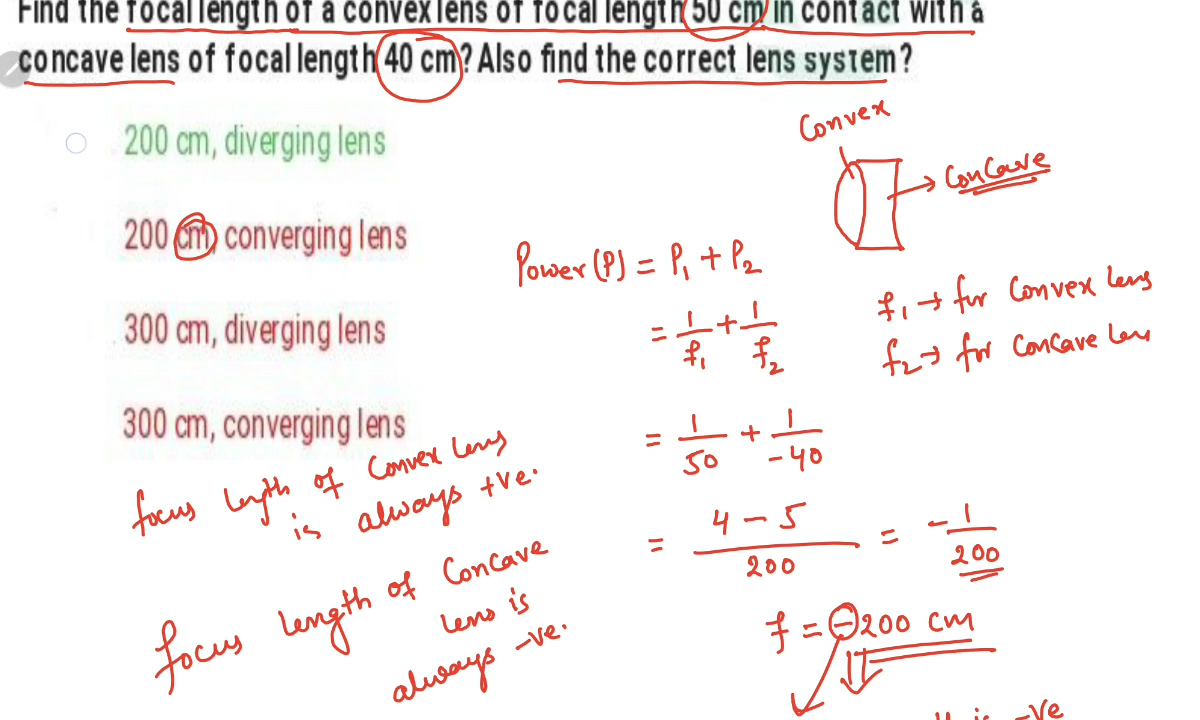 Find the focal length of a convex lens of focal length 50 cm in contact with a
concave lens of focal length 40 cm? Also find the correct lens system?
200 cm, diverging lens
200 cm, converging lens
300 cm, diverging lens
300 cm, converging lens
Convex
Concave
Power (P) = P₁ + P₂
= 1/f₁ + 1/f₂
f₁ → for Convex lens
f₂ → for Concave lens
= 1/50 + 1/-40
= 4 - 5/200 = -1/200
f = -200 cm
focus length of Convex lens
is always +ve.
focus length of Concave
lens is
always -ve.
is -ve